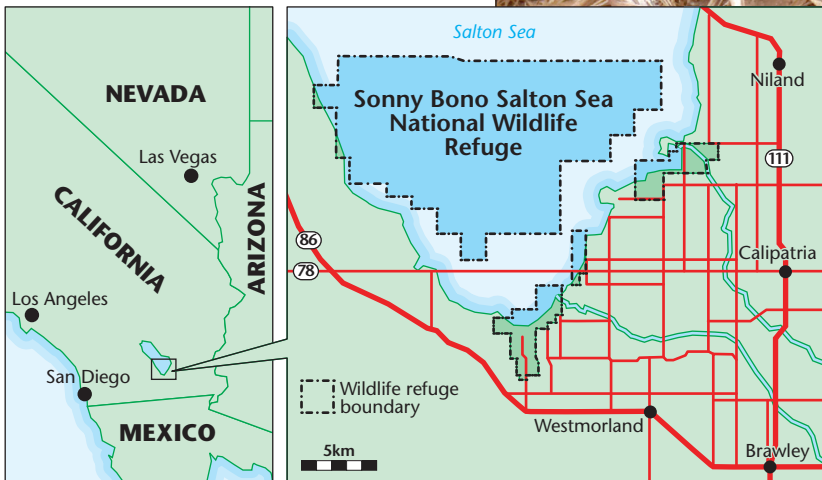 NEVADA
Las Vegas
CALIFORNIA
ARIZONA
Los Angeles
San Diego
MEXICO
Salton Sea
Sonny Bono Salton Sea
National Wildlife
Refuge
Niland
111
86
78
Calipatria
Wildlife refuge
boundary
Westmorland
5km
Brawley